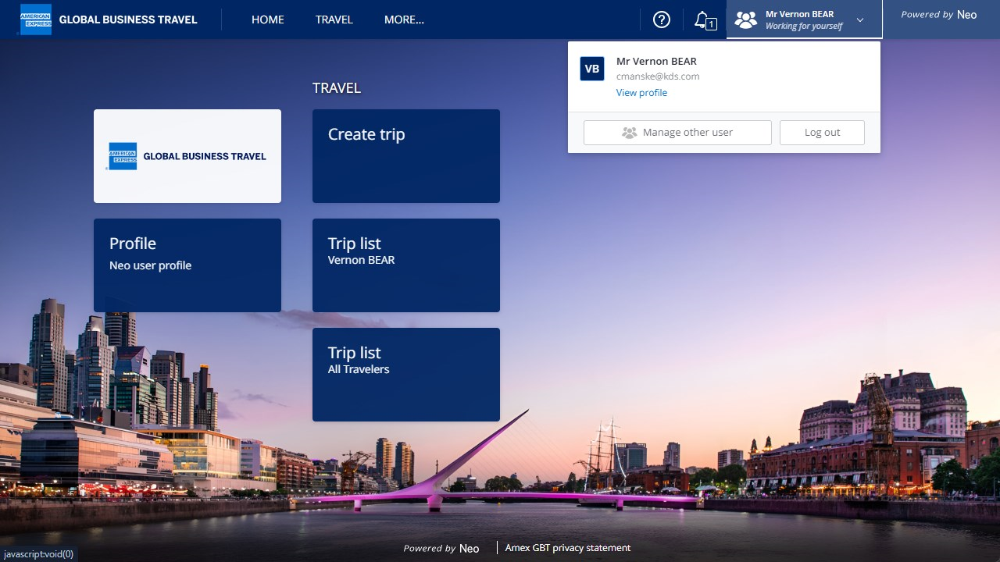 AMERICAN
EXPRESS
GLOBAL BUSINESS TRAVEL
HOME
TRAVEL
MORE...
1
Mr Vernon BEAR
Working for yourself
Powered by Neo
VB
Mr Vernon BEAR
cmanske@kds.com
View profile
Manage other user
Log out
TRAVEL
AMERICAN
EXPRESS
GLOBAL BUSINESS TRAVEL
Create trip
Profile
Neo user profile
Trip list
Vernon BEAR
Trip list
All Travelers
Powered by Neo
Amex GBT privacy statement
javascript:void(0)